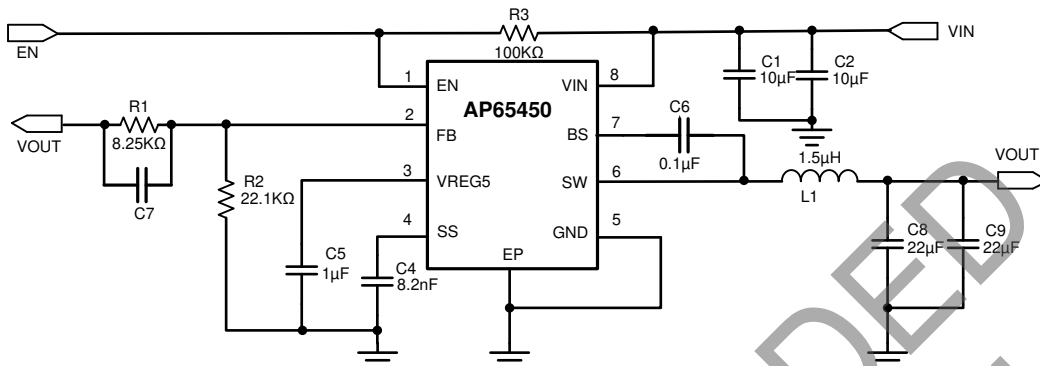 R3
EN
100KΩ
VIN
C1
10µF
C2
10µF
1
EN
VIN
8
AP65450
R1
VOUT
8.25KΩ
C7
2
FB
BS
7
C6
0.1µF
R2
22.1KΩ
3
VREG5
SW
6
1.5µH
L1
VOUT
4
SS
GND
5
EP
C5
1µF
C4
8.2nF
C8
22µF
C9
22µF
DED